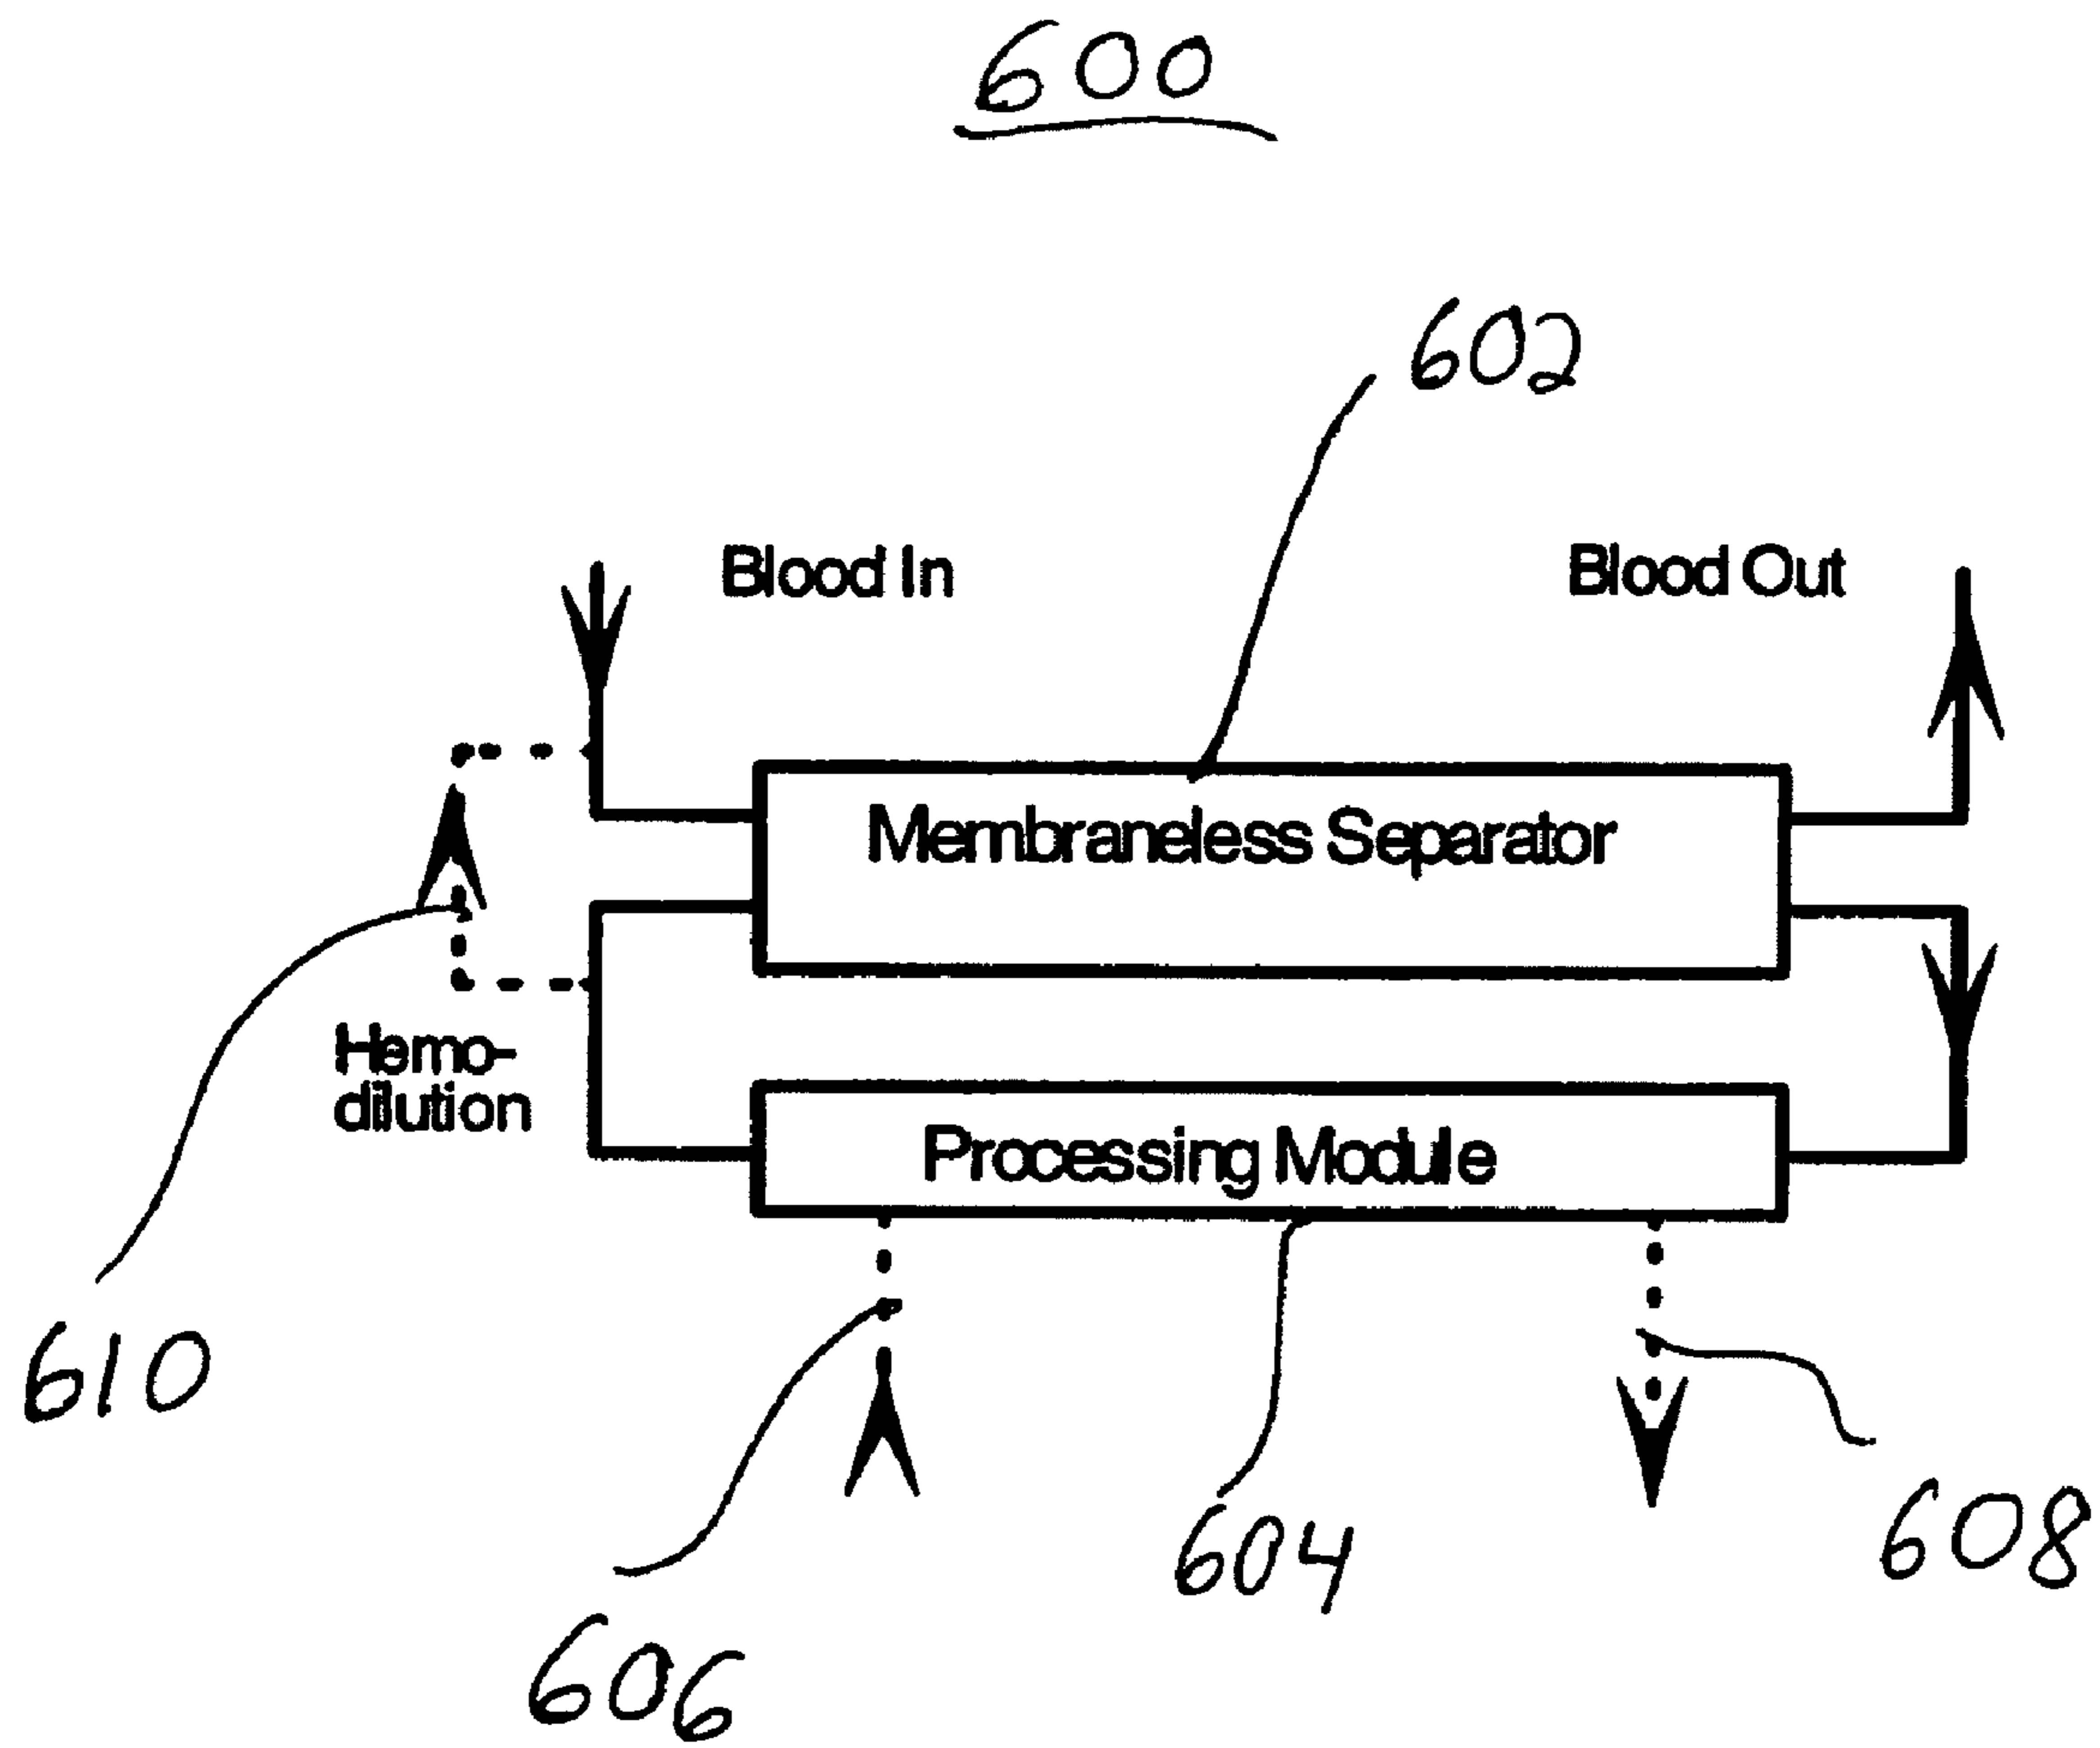 600
602
Blood In
Blood Out
Membraneless Separator
Hemo-
dilution
Processing Module
610
608
604
606